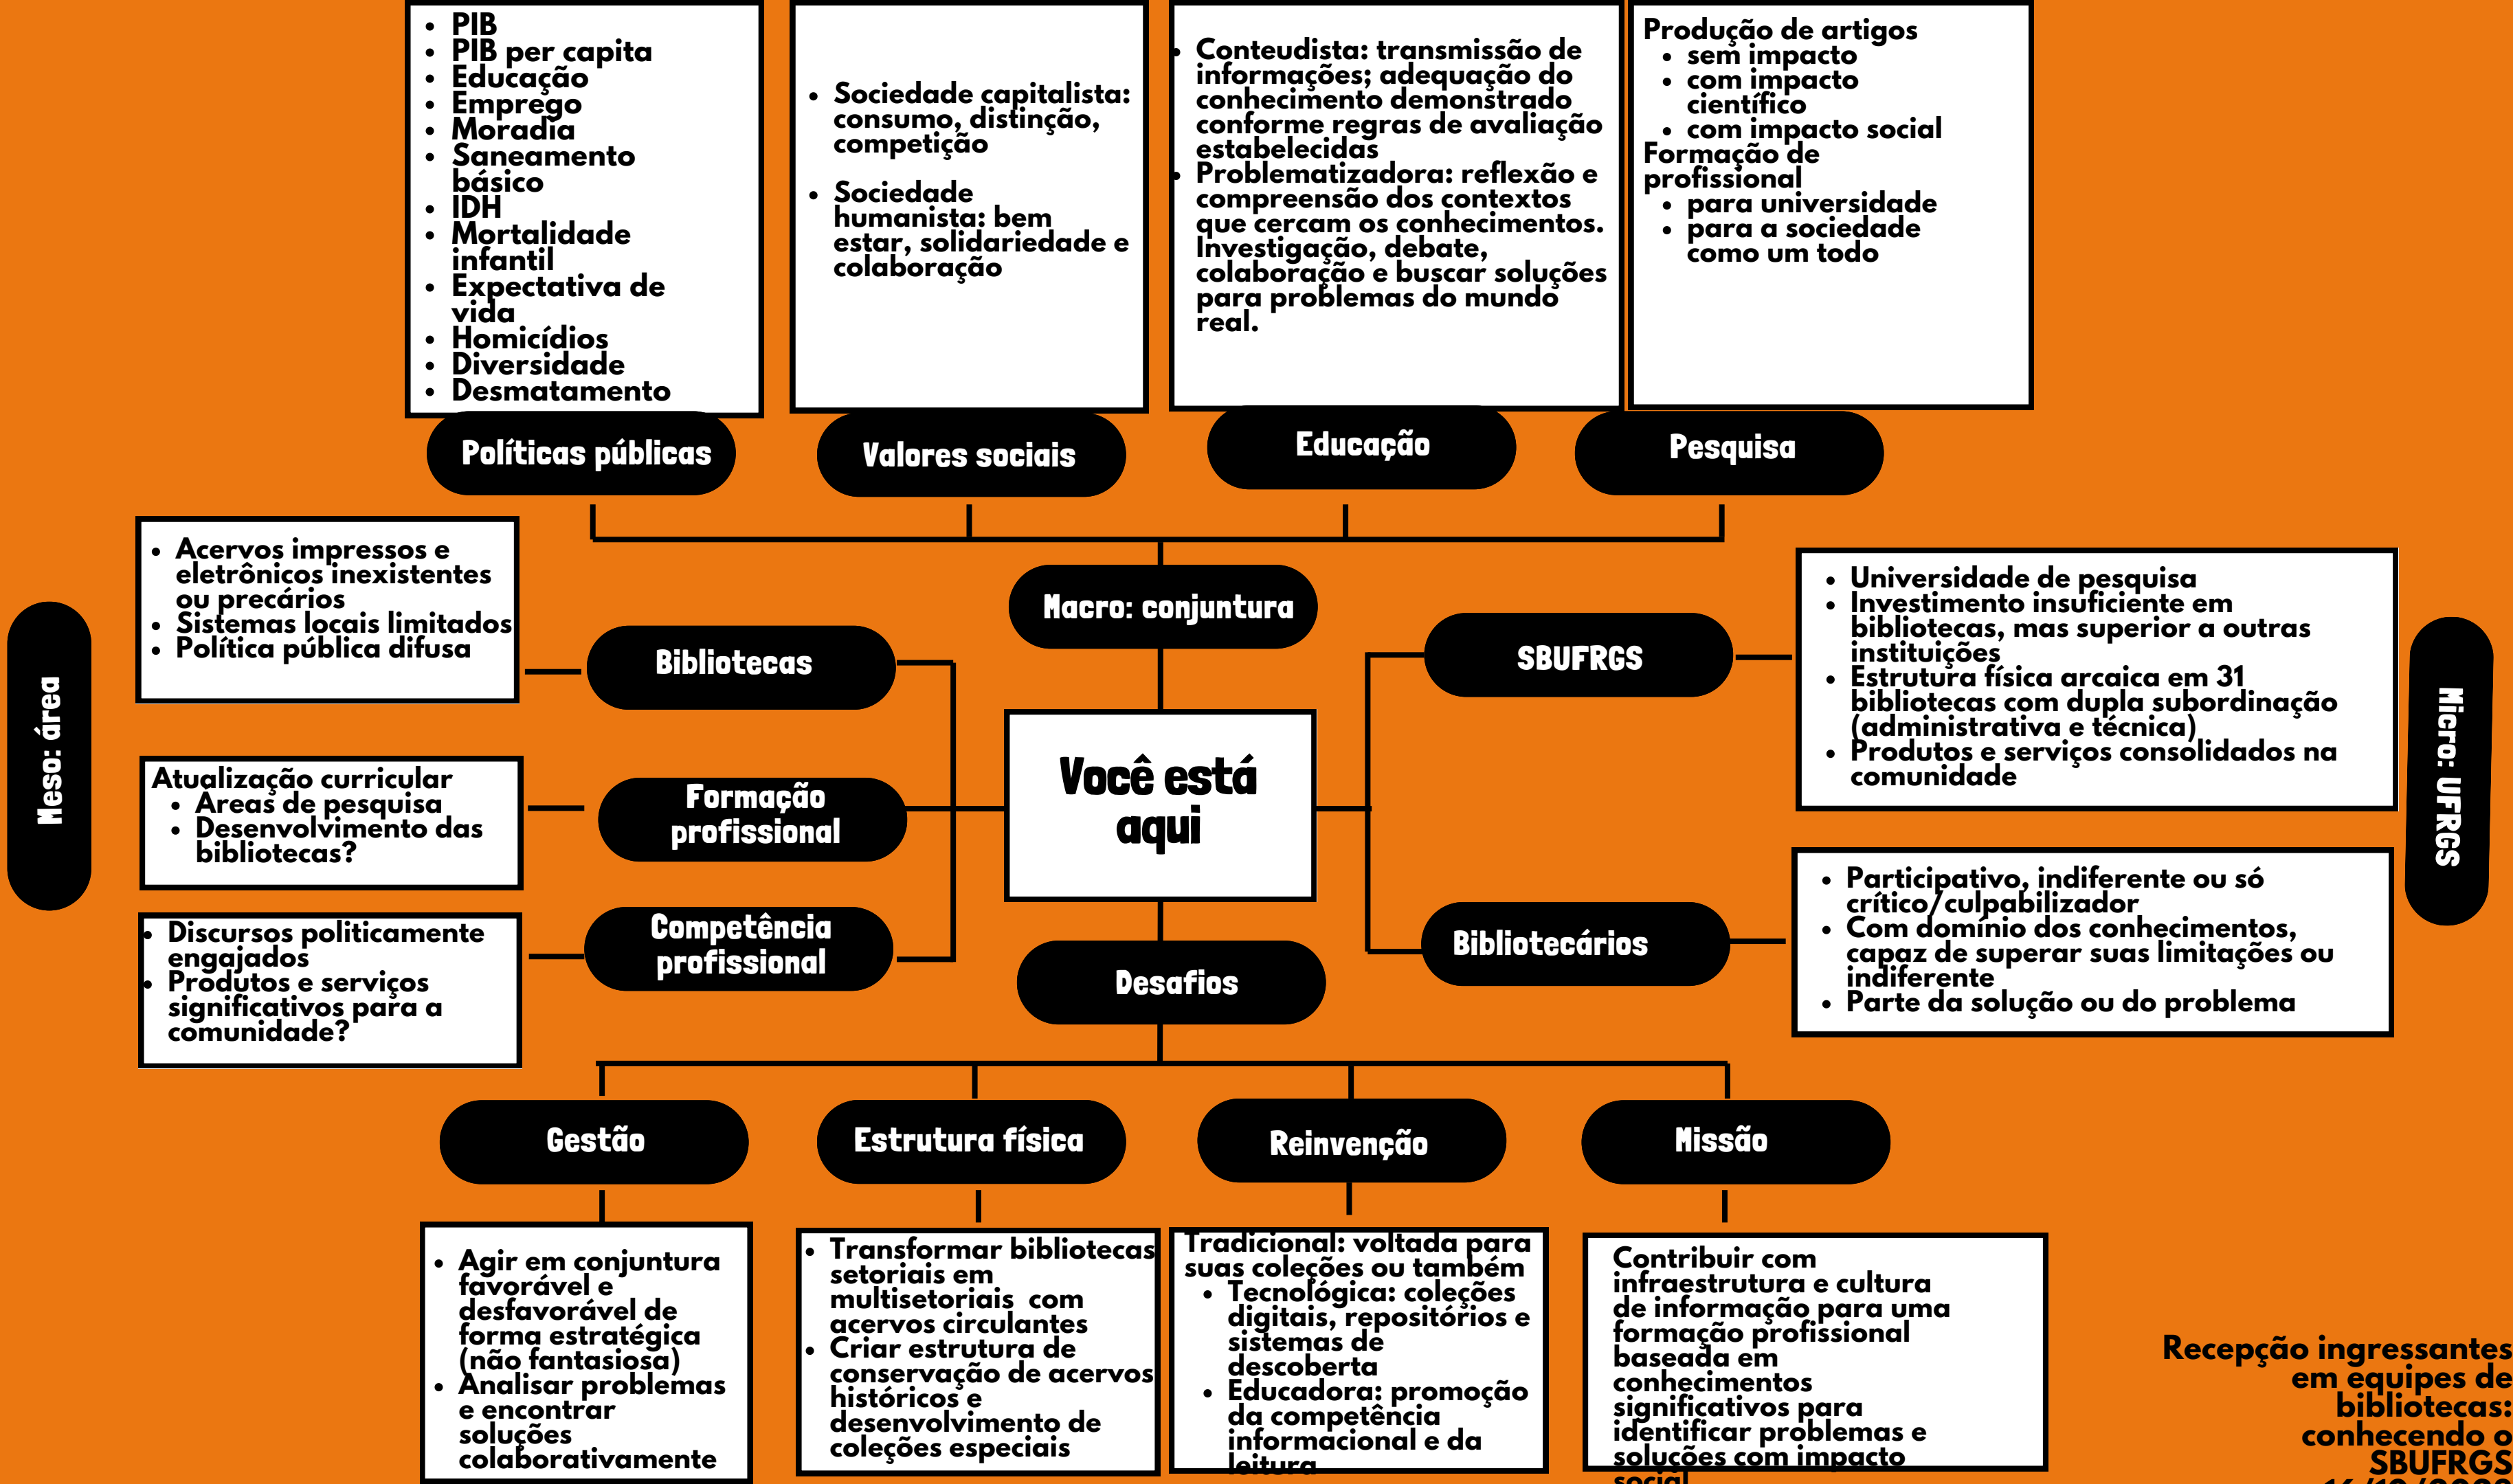 PIB
PIB per capita
Educação
Emprego
Moradia
Saneamento
básico
IDH
Mortalidade
infantil
Expectativa de
vida
Homicídios
Diversidade
Desmatamento
Políticas públicas
Sociedade capitalista:
consumo, distinção,
competição
Sociedade
humanista: bem
estar, solidariedade e
colaboração
Valores sociais
Conteudista: transmissão de
informações; adequação do
conhecimento demonstrado
conforme regras de avaliação
estabelecidas
Problematizadora: reflexão e
compreensão dos contextos
que cercam os conhecimentos.
Investigação, debate,
colaboração e buscar soluções
para problemas do mundo
real.
Educação
Produção de artigos
sem impacto
com impacto
científico
com impacto social
Formação de
profissional
para universidade
para a sociedade
como um todo
Pesquisa
Macro: conjuntura
Meso: área
Acervos impressos e
eletrônicos inexistentes
ou precários
Sistemas locais limitados
Política pública difusa
Bibliotecas
Atualização curricular
Áreas de pesquisa
Desenvolvimento das
bibliotecas?
Formação
profissional
Discursos politicamente
engajados
Produtos e serviços
significativos para a
comunidade?
Competência
profissional
Você está
aqui
SBUFRGS
Universidade de pesquisa
Investimento insuficiente em
bibliotecas, mas superior a outras
instituições
Estrutura física arcaica em 31
bibliotecas com dupla subordinação
(administrativa e técnica)
Produtos e serviços consolidados na
comunidade
Bibliotecários
Participativo, indiferente ou só
crítico/culpabilizador
Com domínio dos conhecimentos,
capaz de superar suas limitações ou
indiferente
Parte da solução ou do problema
Micro: UFRGS
Desafios
Gestão
Agir em conjuntura
favorável e
desfavorável de
forma estratégica
(não fantasiosa)
Analisar problemas
e encontrar
soluções
colaborativamente
Estrutura física
Transformar bibliotecas
setoriais em
multisetoriais com
acervos circulantes
Criar estrutura de
conservação de acervos
históricos e
desenvolvimento de
coleções especiais
Reinvenção
Tradicional: voltada para
suas coleções ou também
Tecnológica: coleções
digitais, repositórios e
sistemas de
descoberta
Educadora: promoção
da competência
informacional e da
leitura
Missão
Contribuir com
infraestrutura e cultura
de informação para uma
formação profissional
baseada em
conhecimentos
significativos para
identificar problemas e
soluções com impacto
social
Recepção ingressantes
em equipes de
bibliotecas:
conhecendo o
SBUFRGS